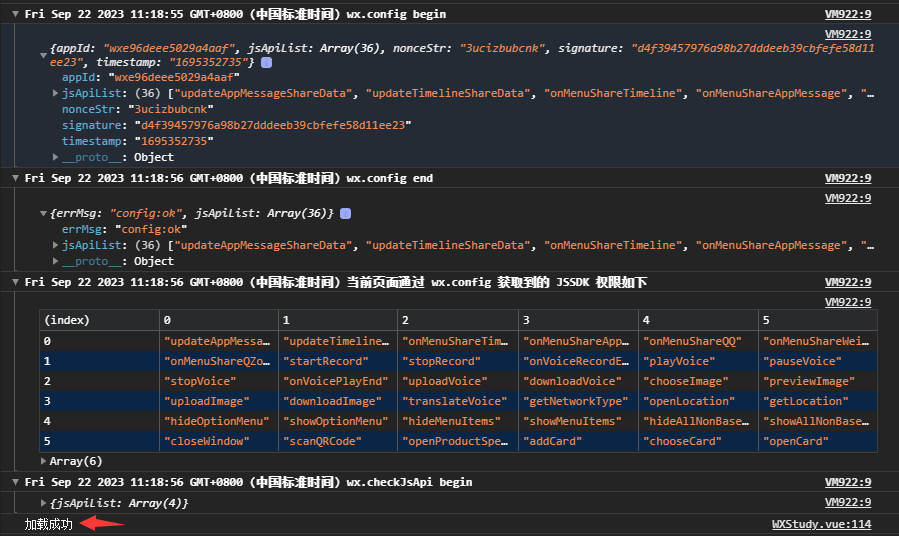 Fri Sep 22 2023 11:18:55 GMT+0800 (中国标准时间) wx.config begin VM922:9
VM922:9
{appId: "wxe96deee5029a4aaf", jsApiList: Array(36), nonceStr: "3ucizbubcnk", signature: "d4f39457976a98b27dddeeb39cbfefe58d11
ee23", timestamp: "1695352735"}
appId: "wxe96deee5029a4aaf"
jsApiList: (36) ["updateAppMessageShareData", "updateTimelineShareData", "onMenuShareTimeline", "onMenuShareAppMessage", "…
nonceStr: "3ucizbubcnk"
signature: "d4f39457976a98b27dddeeb39cbfefe58d11ee23"
timestamp: "1695352735"
__proto__: Object
Fri Sep 22 2023 11:18:56 GMT+0800 (中国标准时间) wx.config end VM922:9
VM922:9
{errMsg: "config:ok", jsApiList: Array(36)}
errMsg: "config:ok"
jsApiList: (36) ["updateAppMessageShareData", "updateTimelineShareData", "onMenuShareTimeline", "onMenuShareAppMessage", "…
__proto__: Object
Fri Sep 22 2023 11:18:56 GMT+0800 (中国标准时间) 当前页面通过 wx.config 获取到的 JSSDK 权限如下 VM922:9
VM922:9
(index) 0 1 2 3 4 5
0 "updateAppMessa… "updateTimeline… "onMenuShareTim… "onMenuShareApp… "onMenuShareQQ" "onMenuShareWei…
1 "onMenuShareQZo… "startRecord" "stopRecord" "onVoiceRecordE… "playVoice" "pauseVoice"
2 "stopVoice" "onVoicePlayEnd" "uploadVoice" "downloadVoice" "chooseImage" "previewImage"
3 "uploadImage" "downloadImage" "translateVoice" "getNetworkType" "openLocation" "getLocation"
4 "hideOptionMenu" "showOptionMenu" "hideMenuItems" "showMenuItems" "hideAllNonBase… "showAllNonBase…
5 "closeWindow" "scanQRCode" "openProductSpe… "addCard" "chooseCard" "openCard"
Array(6)
Fri Sep 22 2023 11:18:56 GMT+0800 (中国标准时间) wx.checkJsApi begin VM922:9
{jsApiList: Array(4)} VM922:9
加载成功 WXStudy.vue:114